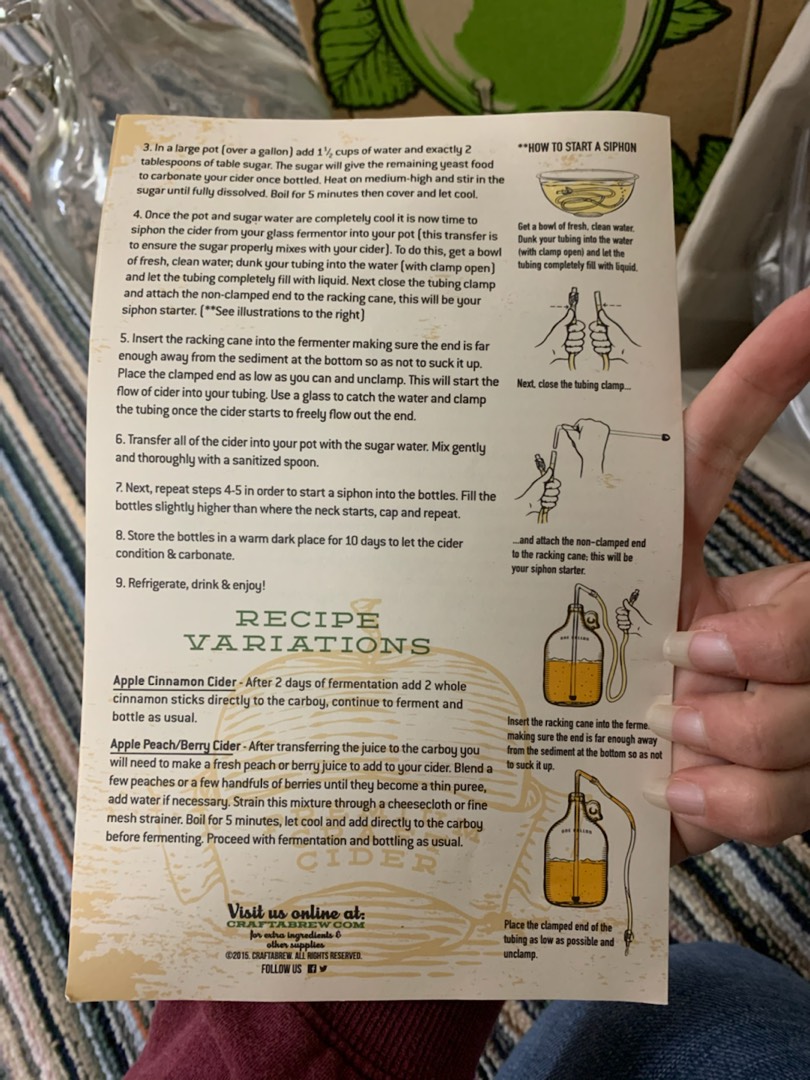 3. In a large pot (over a gallon) add 1½ cups of water and exactly 2
tablespoons of table sugar. The sugar will give the remaining yeast food
to carbonate your cider once bottled. Heat on medium-high and stir in the
sugar until fully dissolved. Boil for 5 minutes then cover and let cool.
4. Once the pot and sugar water are completely cool it is now time to
siphon the cider from your glass fermentor into your pot (this transfer is
to ensure the sugar properly mixes with your cider). To do this, get a bowl
of fresh, clean water, dunk your tubing into the water (with clamp open)
and let the tubing completely fill with liquid. Next close the tubing clamp
and attach the non-clamped end to the racking cane, this will be your
siphon starter. (**See illustrations to the right)
5. Insert the racking cane into the fermenter making sure the end is far
enough away from the sediment at the bottom so as not to suck it up.
Place the clamped end as low as you can and unclamp. This will start the
flow of cider into your tubing. Use a glass to catch the water and clamp
the tubing once the cider starts to freely flow out the end.
6. Transfer all of the cider into your pot with the sugar water. Mix gently
and thoroughly with a sanitized spoon.
7. Next, repeat steps 4-5 in order to start a siphon into the bottles. Fill the
bottles slightly higher than where the neck starts, cap and repeat.
8. Store the bottles in a warm dark place for 10 days to let the cider
condition & carbonate.
9. Refrigerate, drink & enjoy!
RECIPE
VARIATIONS
Apple Cinnamon Cider - After 2 days of fermentation add 2 whole
cinnamon sticks directly to the carboy, continue to ferment and
bottle as usual.
Apple Peach/Berry Cider - After transferring the juice to the carboy you
will need to make a fresh peach or berry juice to add to your cider. Blend a
few peaches or a few handfuls of berries until they become a thin puree,
add water if necessary. Strain this mixture through a cheesecloth or fine
mesh strainer. Boil for 5 minutes, let cool and add directly to the carboy
before fermenting. Proceed with fermentation and bottling as usual.
CIDER
Visit us online at:
CRAFTABREW.COM
for extra ingredients &
other supplies
©2015. CRAFTABREW. ALL RIGHTS RESERVED.
FOLLOW US
**HOW TO START A SIPHON
Get a bowl of fresh, clean water.
Dunk your tubing into the water
(with clamp open) and let the
tubing completely fill with liquid.
Next, close the tubing clamp...
...and attach the non-clamped end
to the racking cane; this will be
your siphon starter.
ONE GALLON
Insert the racking cane into the ferme
making sure the end is far enough away
from the sediment at the bottom so as not
to suck it up.
ONE GALLON
Place the clamped end of the
tubing as low as possible and
unclamp.